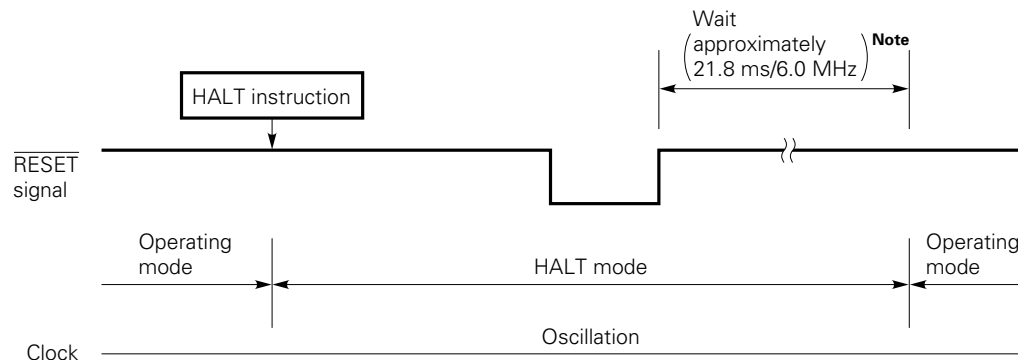 Wait
(approximately
21.8 ms/6.0 MHz) Note
HALT instruction
RESET
signal
Operating
mode
HALT mode
Operating
mode
Oscillation
Clock